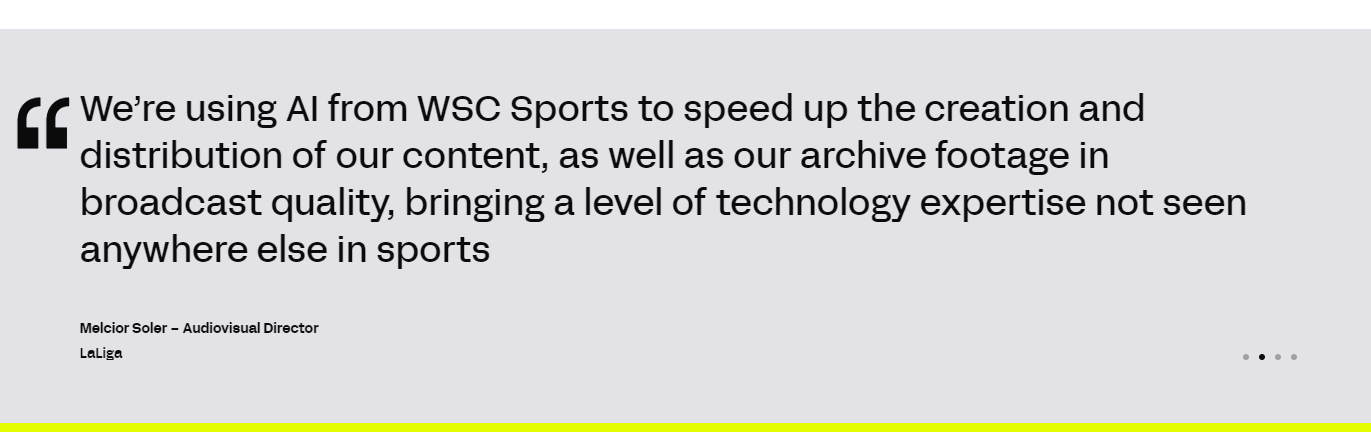 “We’re using AI from WSC Sports to speed up the creation and
distribution of our content, as well as our archive footage in
broadcast quality, bringing a level of technology expertise not seen
anywhere else in sports
Melcior Soler – Audiovisual Director
LaLiga